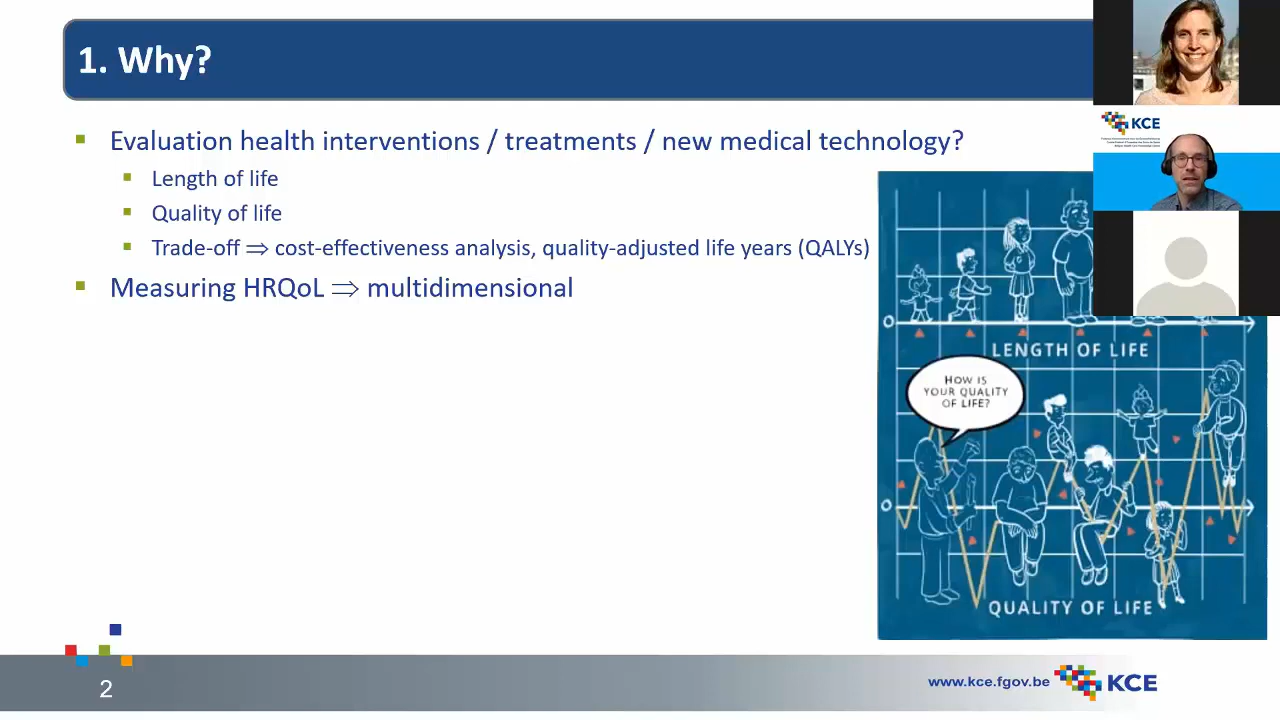 1. Why?
▪ Evaluation health interventions / treatments / new medical technology?
▪ Length of life
▪ Quality of life
▪ Trade-off ⇒ cost-effectiveness analysis, quality-adjusted life years (QALYs)
▪ Measuring HRQoL ⇒ multidimensional
KCE
0
LENGTH OF LIFE
HOW IS
YOUR QUALITY
OF LIFE?
0
QUALITY OF LIFE
2
www.kce.fgov.be
KCE